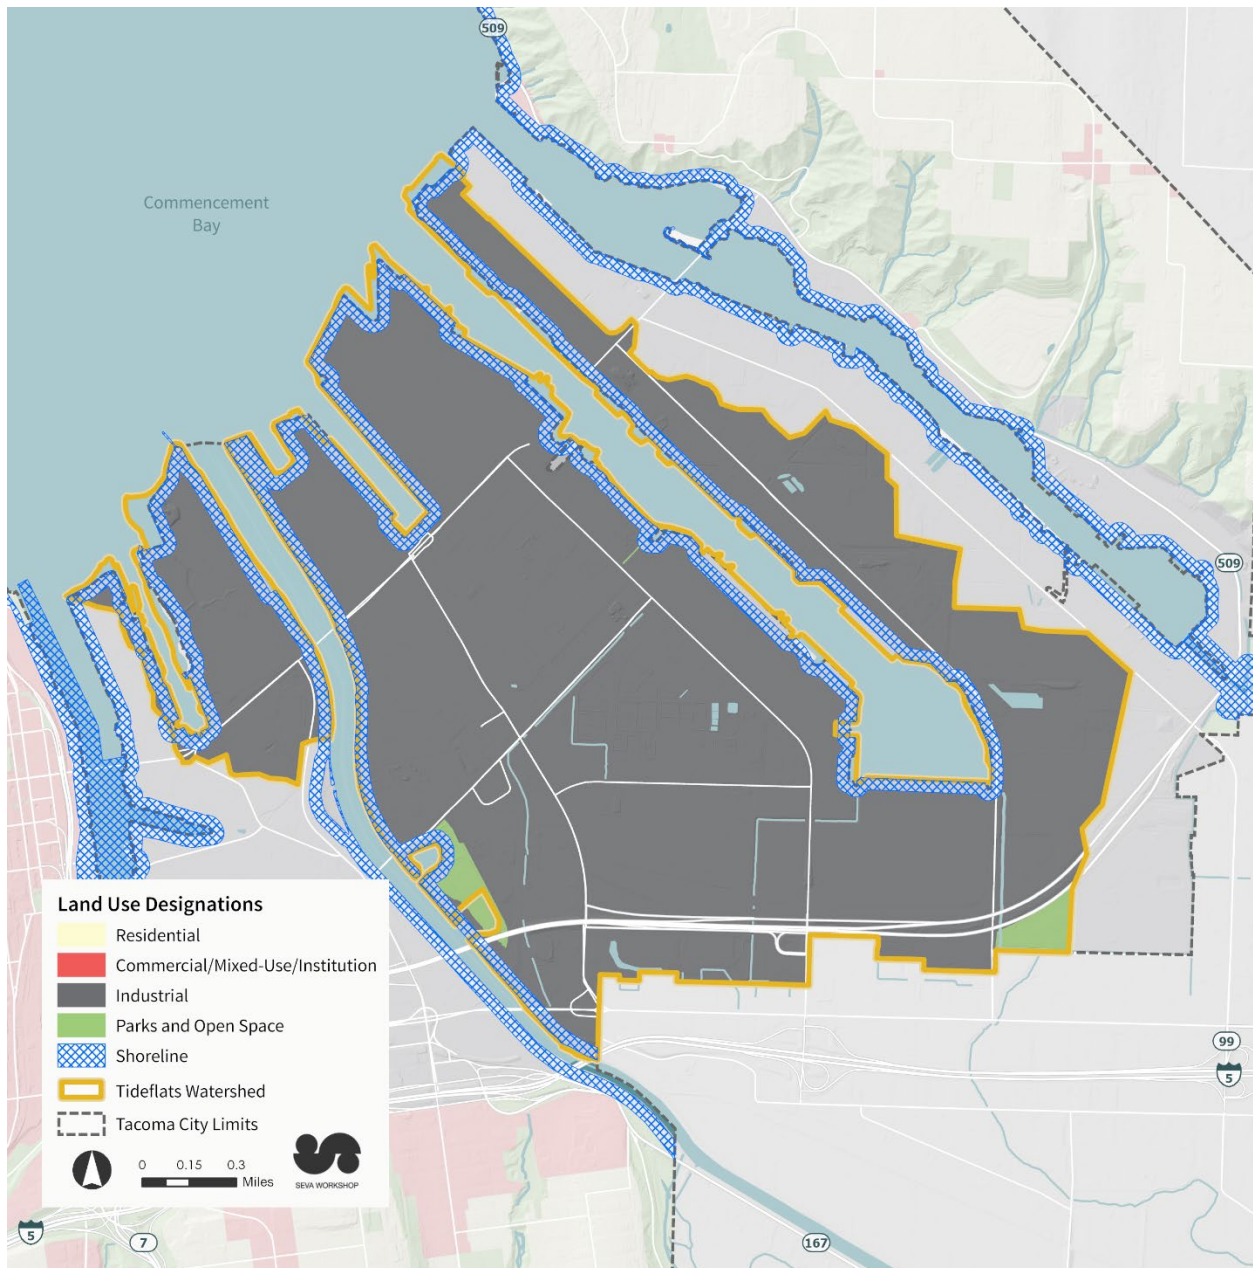 509
Commencement
Bay
509
Land Use Designations
Residential
Commercial/Mixed-Use/Institution
Industrial
Parks and Open Space
Shoreline
Tideflats Watershed
Tacoma City Limits
0 0.15 0.3
Miles
SEVA WORKSHOP
99
5
5
7
167